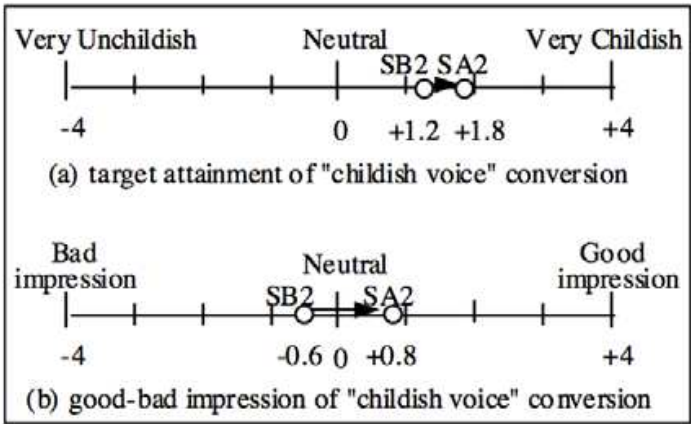 Very Unchildish Neutral Very Childish
SB2 SA2
-4 0 +1.2 +1.8 +4
(a) target attainment of "childish voice" conversion
Bad impression Neutral Good impression
SB2 SA2
-4 -0.6 0 +0.8 +4
(b) good-bad impression of "childish voice" conversion